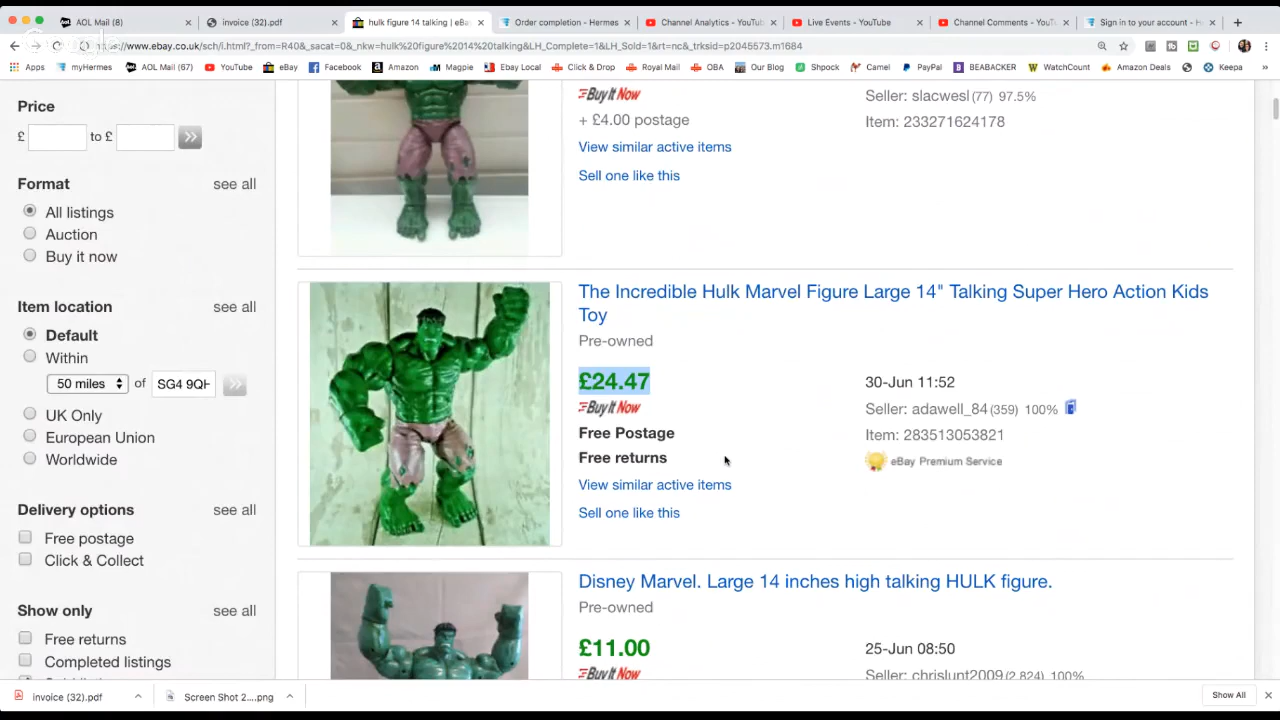 AOL Mail (8)
invoice (32).pdf
hulk figure 14 talking | eBa
Order completion - Hermes
Channel Analytics - YouTub
Live Events - YouTube
Channel Comments - YouTu
Sign in to your account - H
https://www.ebay.co.uk/sch/i.html?_from=R40&_sacat=0&_nkw=hulk%20figure%2014%20talking&LH_Complete=1&LH_Sold=1&rt=nc&_trksid=p2045573.m1684
Apps myHermes AOL Mail (67) YouTube eBay Facebook Amazon Magpie Ebay Local Click & Drop Royal Mail OBA Our Blog Shpock Camel PayPal BEABACKER WatchCount Amazon Deals Keepa »
Price
£ to £
Format see all
All listings
Auction
Buy it now
Item location see all
Default
Within
50 miles of SG4 9QH
UK Only
European Union
Worldwide
Delivery options see all
Free postage
Click & Collect
Show only see all
Free returns
Completed listings
Buy It Now
+ £4.00 postage
View similar active items
Sell one like this
Seller: slacwesl (77) 97.5%
Item: 233271624178
The Incredible Hulk Marvel Figure Large 14" Talking Super Hero Action Kids
Toy
Pre-owned
£24.47
Buy It Now
Free Postage
Free returns
View similar active items
Sell one like this
30-Jun 11:52
Seller: adawell_84 (359) 100%
Item: 283513053821
eBay Premium Service
Disney Marvel. Large 14 inches high talking HULK figure.
Pre-owned
£11.00
Buy It Now
25-Jun 08:50
Seller: chrislunt2009 (2,824) 100%
invoice (32).pdf
Screen Shot 2....png
Show All